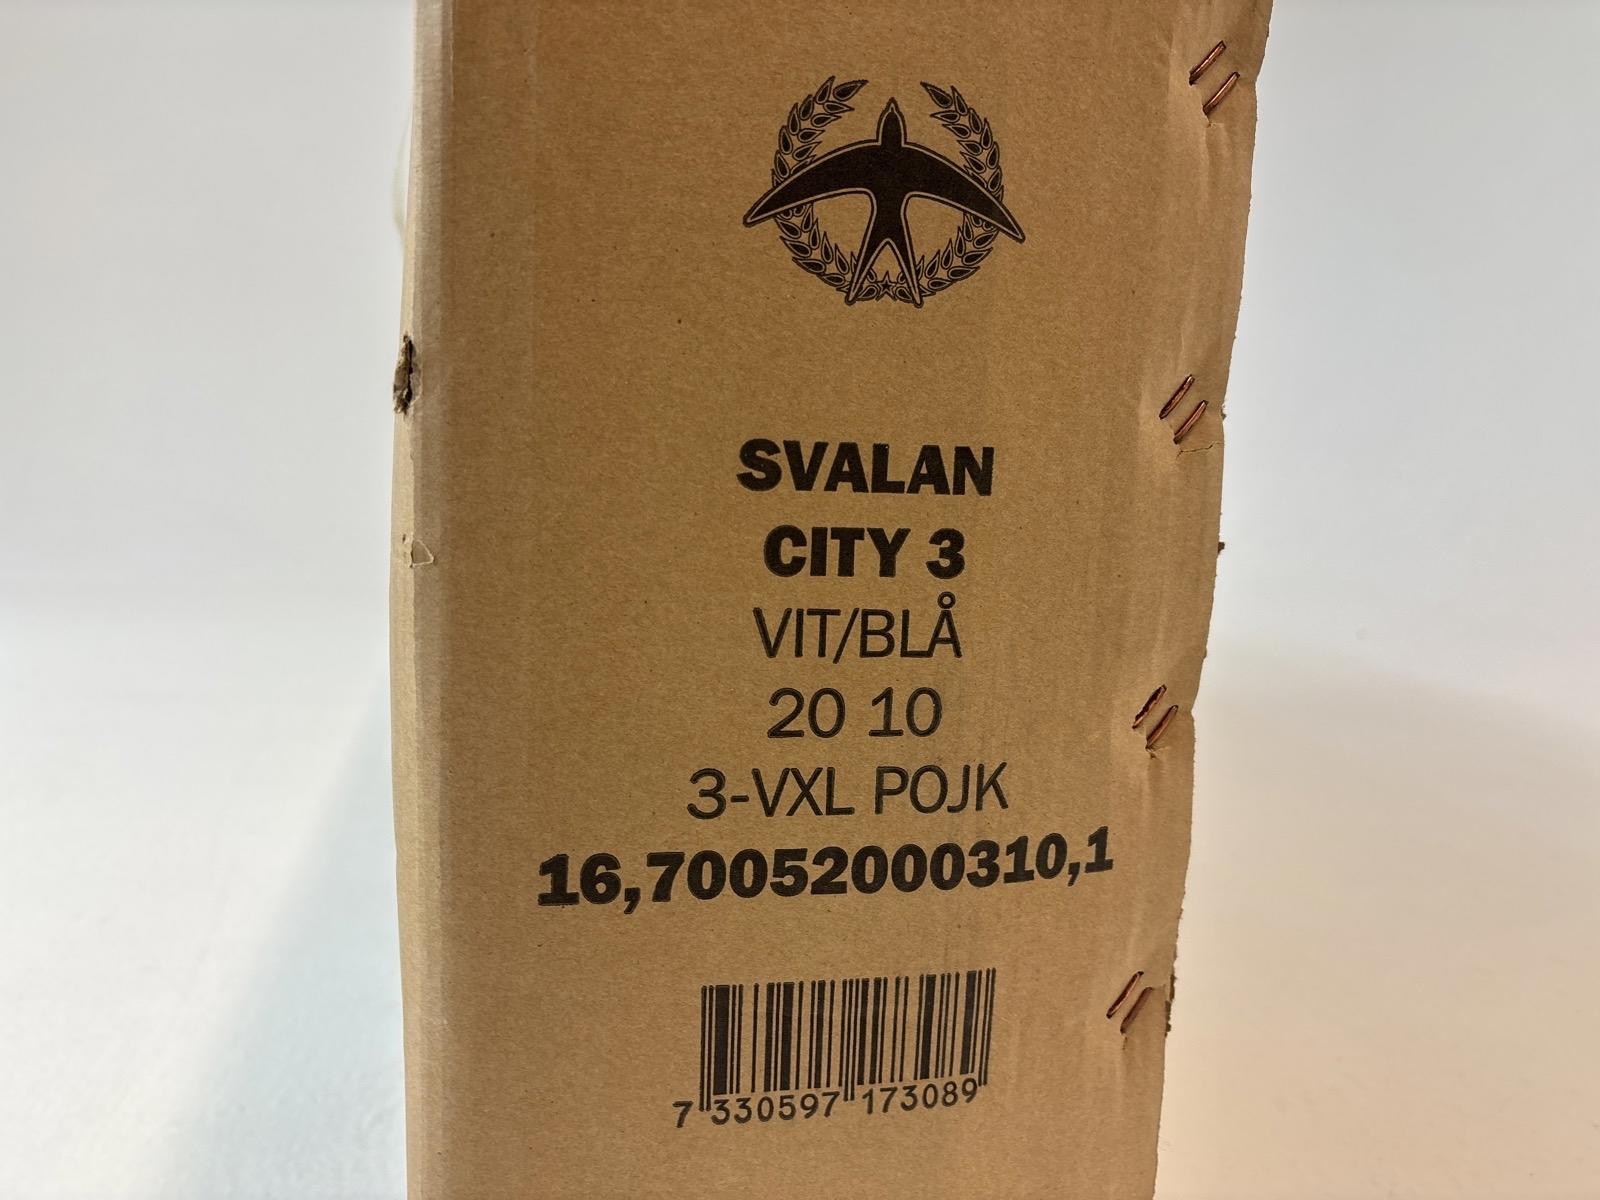 SVALAN
CITY 3
VIT/BLÅ
20 10
3-VXL POJK
16,70052000310,1
7 330597 173089